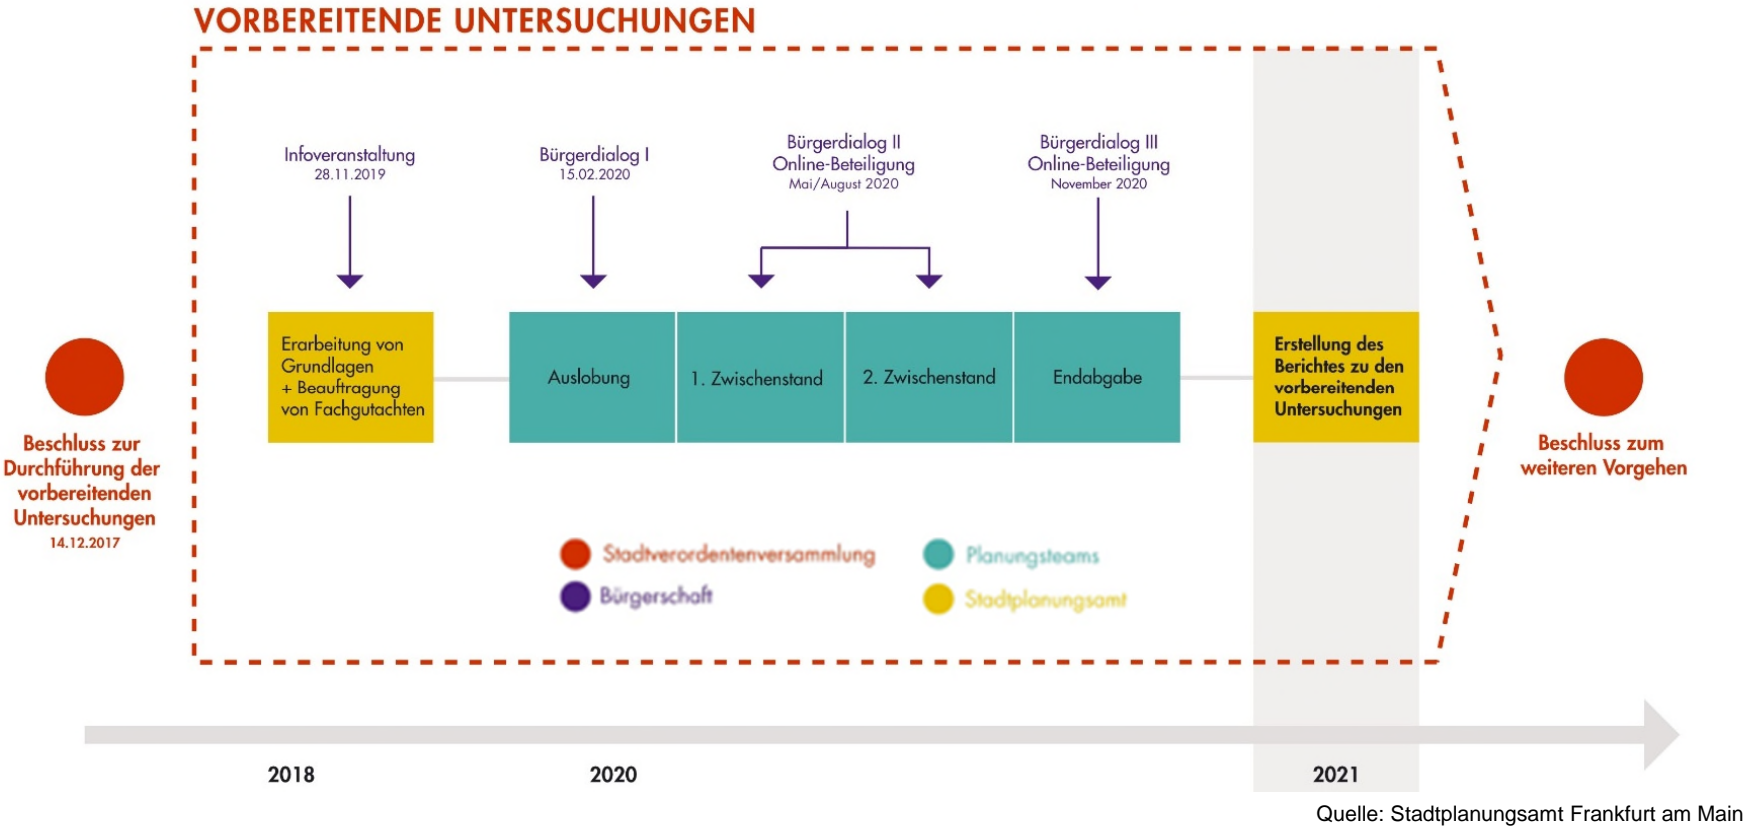 VORBEREITENDE UNTERSUCHUNGEN
Infoveranstaltung
28.11.2019
Bürgerdialog I
15.02.2020
Bürgerdialog II
Online-Beteiligung
Mai/August 2020
Bürgerdialog III
Online-Beteiligung
November 2020
Beschluss zur
Durchführung der
vorbereitenden
Untersuchungen
14.12.2017
Erarbeitung von
Grundlagen
+ Beauftragung
von Fachgutachten
Auslobung
1. Zwischenstand
2. Zwischenstand
Endabgabe
Erstellung des
Berichtes zu den
vorbereitenden
Untersuchungen
Beschluss zum
weiteren Vorgehen
Stadtverordentenversammlung
Bürgerschaft
Planungsteams
Stadtplanungsamt
2018
2020
2021
Quelle: Stadtplanungsamt Frankfurt am Main